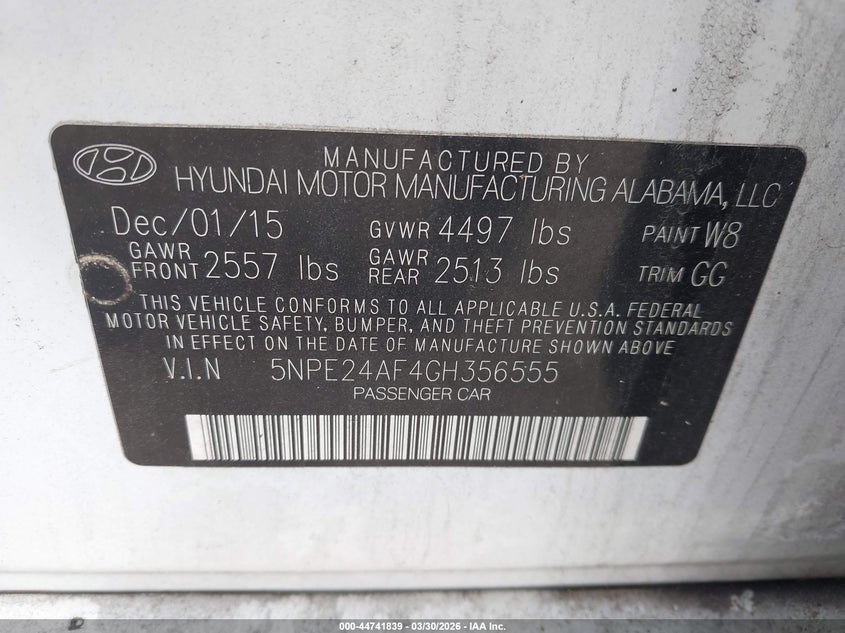 MANUFACTURED BY
HYUNDAI MOTOR MANUFACTURING ALABAMA, LLC
Dec/01/15 GVWR 4497 lbs PAINT W8
GAWR FRONT 2557 lbs GAWR REAR 2513 lbs TRIM GG
THIS VEHICLE CONFORMS TO ALL APPLICABLE U.S.A. FEDERAL
MOTOR VEHICLE SAFETY, BUMPER, AND THEFT PREVENTION STANDARDS
IN EFFECT ON THE DATE OF MANUFACTURE SHOWN ABOVE
V.I.N 5NPE24AF4GH356555
PASSENGER CAR
000-44741839 - 03/30/2026 - IAA Inc.